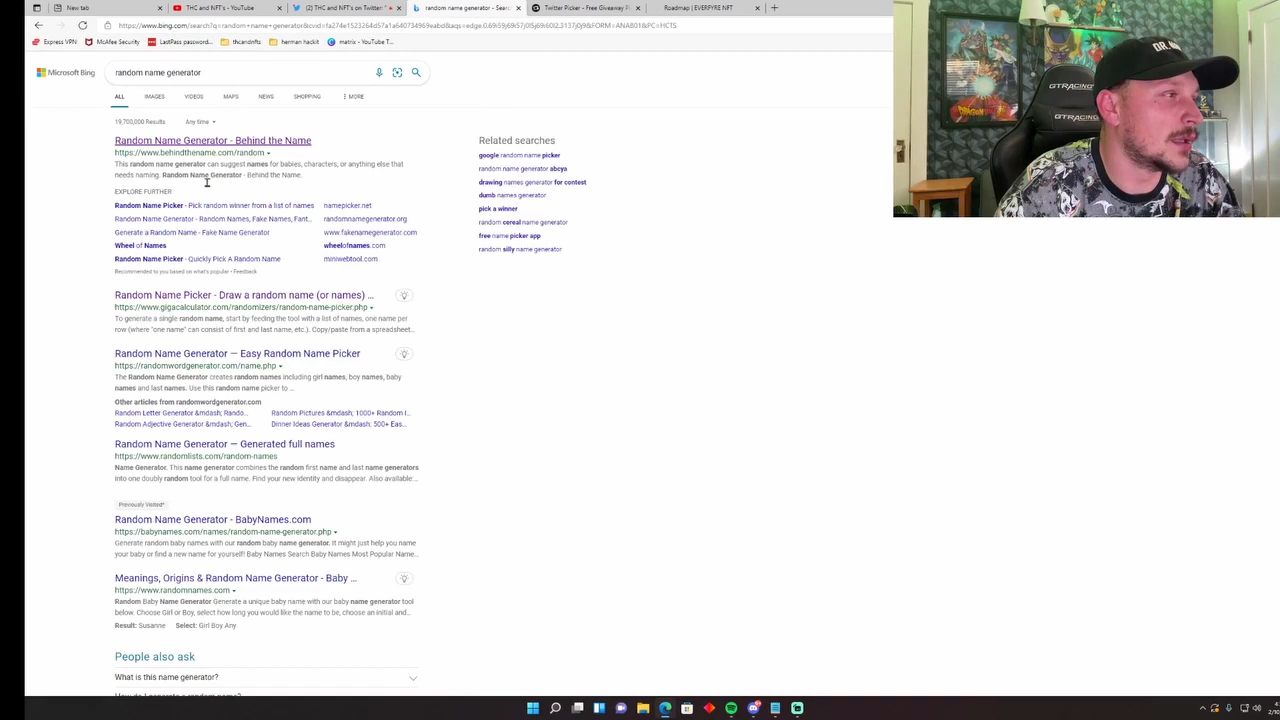 New tab
THC and NFT's - YouTube
(2) THC and NFT's on Twitter: "
random name generator - Search
Twitter Picker - Free Giveaway Pi
Roadmap | EVERFYRE NFT
Express VPN
McAfee Security
LastPass password...
thcandnfts
herman hackit
matrix - YouTube T...
Microsoft Bing
random name generator
ALL
IMAGES
VIDEOS
MAPS
NEWS
SHOPPING
MORE
19,700,000 Results
Any time
Random Name Generator - Behind the Name
https://www.behindthename.com/random
This random name generator can suggest names for babies, characters, or anything else that
needs naming. Random Name Generator - Behind the Name.
EXPLORE FURTHER
Random Name Picker - Pick random winner from a list of names namepicker.net
Random Name Generator - Random Names, Fake Names, Fant... randomnamegenerator.org
Generate a Random Name - Fake Name Generator www.fakenamegenerator.com
Wheel of Names wheelofnames.com
Random Name Picker - Quickly Pick A Random Name miniwebtool.com
Recommended to you based on what's popular • Feedback
Random Name Picker - Draw a random name (or names) ...
https://www.gigacalculator.com/randomizers/random-name-picker.php
To generate a single random name, start by feeding the tool with a list of names, one name per
row (where "one name" can consist of first and last name, etc.). Copy/paste from a spreadsheet...
Random Name Generator — Easy Random Name Picker
https://randomwordgenerator.com/name.php
The Random Name Generator creates random names including girl names, boy names, baby
names and last names. Use this random name picker to ...
Other articles from randomwordgenerator.com
Random Letter Generator &mdash; Rando... Random Pictures &mdash; 1000+ Random I...
Random Adjective Generator &mdash; Gen... Dinner Ideas Generator &mdash; 500+ Eas...
Random Name Generator — Generated full names
https://www.randomlists.com/random-names
Name Generator. This name generator combines the random first name and last name generators
into one doubly random tool for a full name. Find your new identity and disappear. Also available:...
Previously Visited*
Random Name Generator - BabyNames.com
https://babynames.com/names/random-name-generator.php
Generate random baby names with our random baby name generator. It might just help you name
your baby or find a new name for yourself! Baby Names Search Baby Names Most Popular Name...
Meanings, Origins & Random Name Generator - Baby ...
https://www.randomnames.com
Random Baby Name Generator Generate a unique baby name with our baby name generator tool
below. Choose Girl or Boy, select how long you would like the name to be, choose an initial and...
Result: Susanne Select: Girl Boy Any
People also ask
What is this name generator?
Related searches
google random name picker
random name generator abcya
drawing names generator for contest
dumb names generator
pick a winner
random cereal name generator
free name picker app
random silly name generator
GTRACING
GTRACING